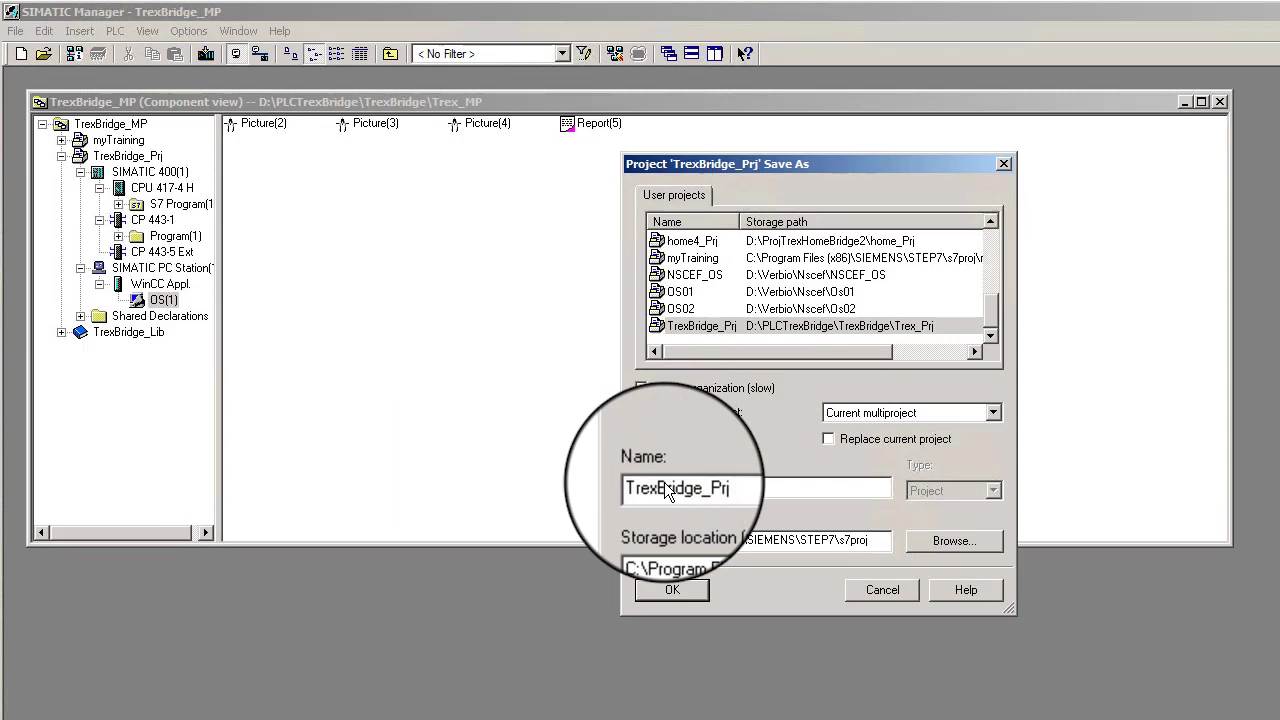 SIMATIC Manager - TrexBridge_MP
File Edit Insert PLC View Options Window Help
< No Filter >
TrexBridge_MP (Component view) -- D:\PLCTrexBridge\TrexBridge\Trex_MP
TrexBridge_MP
myTraining
TrexBridge_Prj
SIMATIC 400(1)
CPU 417-4 H
S7 Program(1
CP 443-1
Program(1)
CP 443-5 Ext
SIMATIC PC Station(
WinCC Appl.
OS(1)
Shared Declarations
TrexBridge_Lib
Picture(2) Picture(3) Picture(4) Report(5)
Project 'TrexBridge_Prj' Save As
User projects
Name Storage path
home4_Prj D:\ProjTrexHomeBridge2\home_Prj
myTraining C:\Program Files (x86)\SIEMENS\STEP7\s7proj\
NSCEF_OS D:\Verbio\Nscef\NSCEF_OS
OS01 D:\Verbio\Nscef\Os01
OS02 D:\Verbio\Nscef\Os02
TrexBridge_Prj D:\PLCTrexBridge\TrexBridge\Trex_Prj
(slow)
Current multiproject
Replace current project
Name:
Type:
TrexBridge_Prj
Project
Storage location
C:\Program
SIEMENS\STEP7\s7proj
Browse...
OK Cancel Help